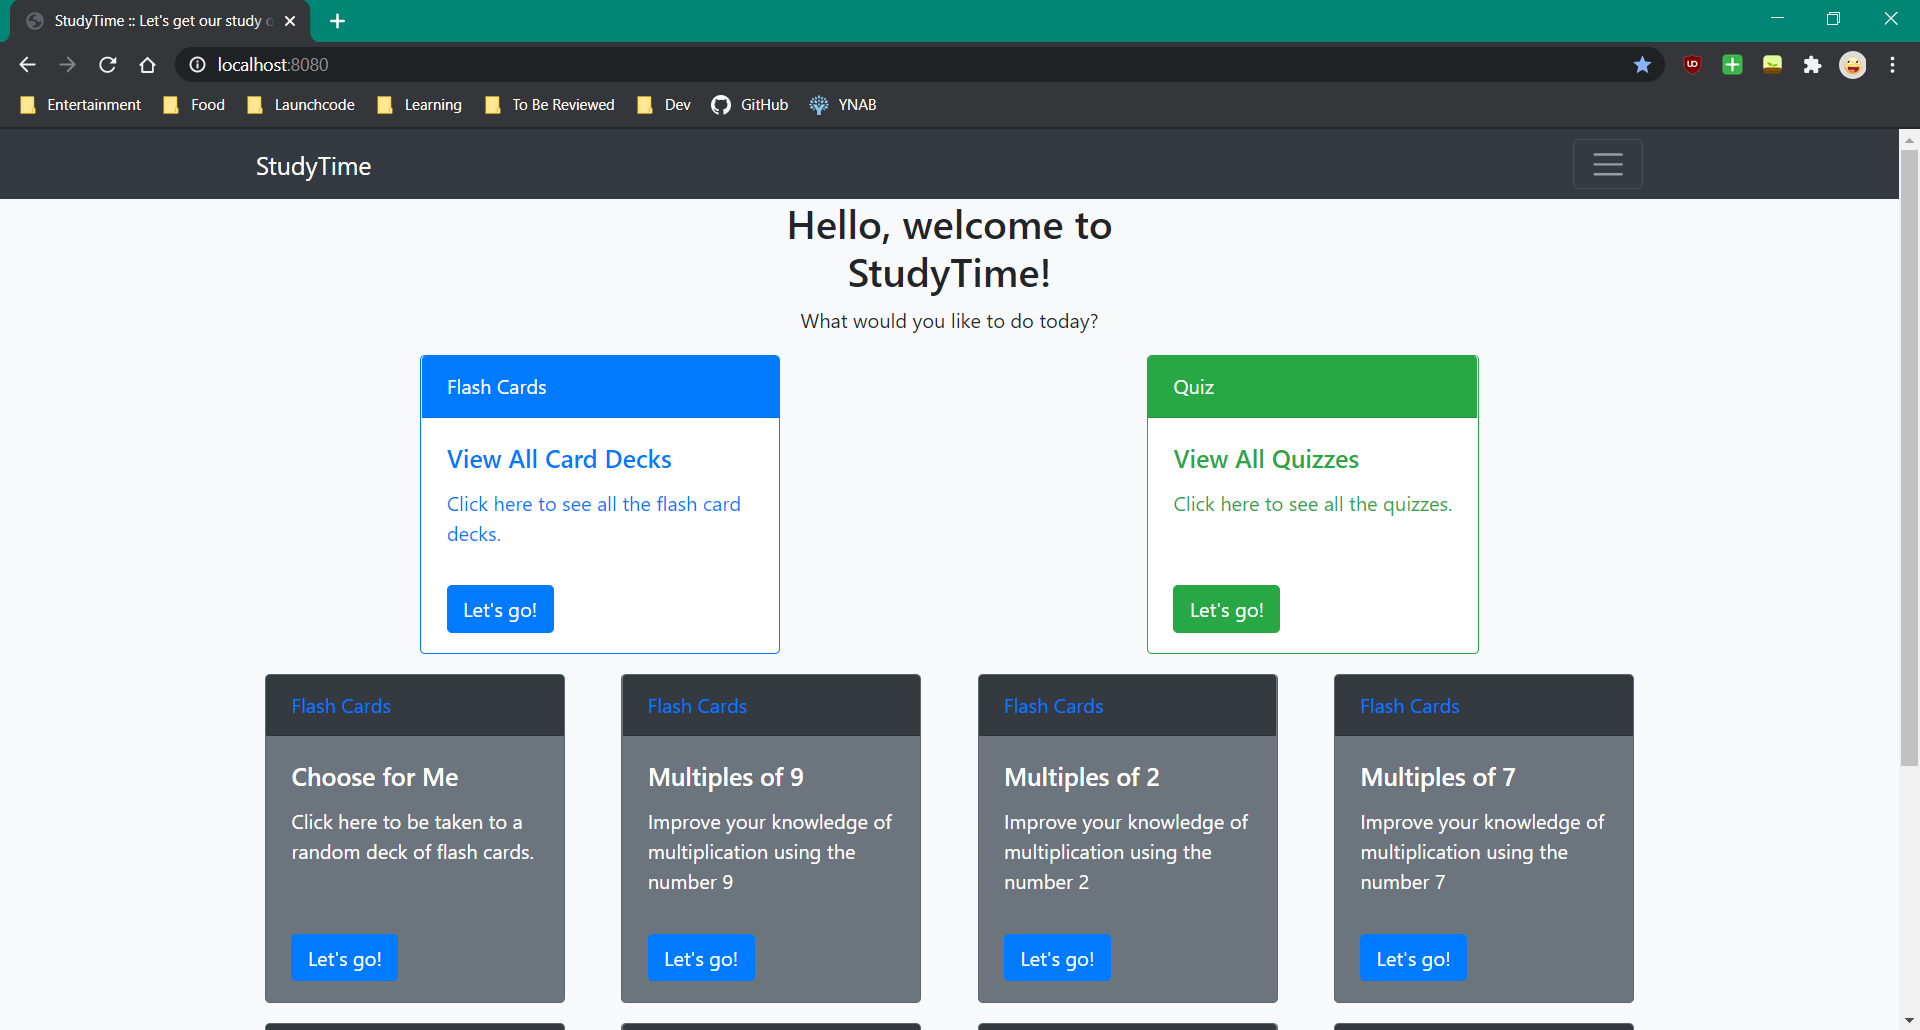 StudyTime :: Let's get our study o
localhost:8080
Entertainment Food Launchcode Learning To Be Reviewed Dev GitHub YNAB
StudyTime
Hello, welcome to
StudyTime!
What would you like to do today?
Flash Cards
View All Card Decks
Click here to see all the flash card
decks.
Let's go!
Quiz
View All Quizzes
Click here to see all the quizzes.
Let's go!
Flash Cards
Choose for Me
Click here to be taken to a
random deck of flash cards.
Let's go!
Flash Cards
Multiples of 9
Improve your knowledge of
multiplication using the
number 9
Let's go!
Flash Cards
Multiples of 2
Improve your knowledge of
multiplication using the
number 2
Let's go!
Flash Cards
Multiples of 7
Improve your knowledge of
multiplication using the
number 7
Let's go!